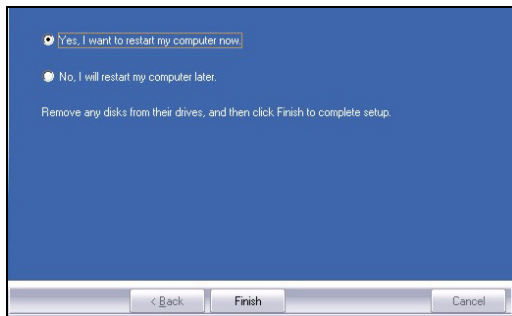 Yes, I want to restart my computer now.
No, I will restart my computer later.
Remove any disks from their drives, and then click Finish to complete setup.
< Back Finish Cancel